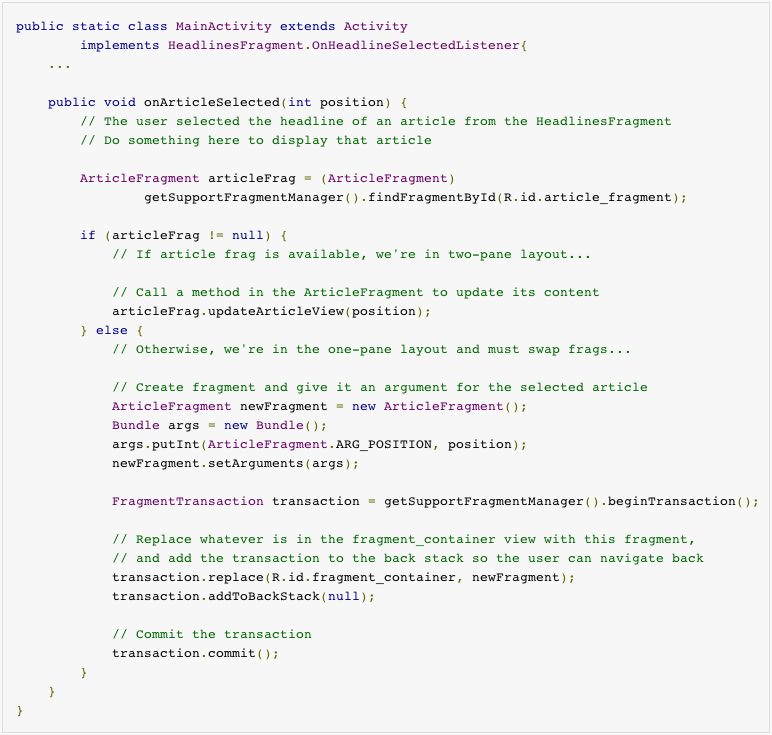 public static class MainActivity extends Activity
        implements HeadlinesFragment.OnHeadlineSelectedListener{
    ...

    public void onArticleSelected(int position) {
        // The user selected the headline of an article from the HeadlinesFragment
        // Do something here to display that article

        ArticleFragment articleFrag = (ArticleFragment)
                getSupportFragmentManager().findFragmentById(R.id.article_fragment);

        if (articleFrag != null) {
            // If article frag is available, we're in two-pane layout...

            // Call a method in the ArticleFragment to update its content
            articleFrag.updateArticleView(position);
        } else {
            // Otherwise, we're in the one-pane layout and must swap frags...

            // Create fragment and give it an argument for the selected article
            ArticleFragment newFragment = new ArticleFragment();
            Bundle args = new Bundle();
            args.putInt(ArticleFragment.ARG_POSITION, position);
            newFragment.setArguments(args);

            FragmentTransaction transaction = getSupportFragmentManager().beginTransaction();

            // Replace whatever is in the fragment_container view with this fragment,
            // and add the transaction to the back stack so the user can navigate back
            transaction.replace(R.id.fragment_container, newFragment);
            transaction.addToBackStack(null);

            // Commit the transaction
            transaction.commit();
        }
    }
}